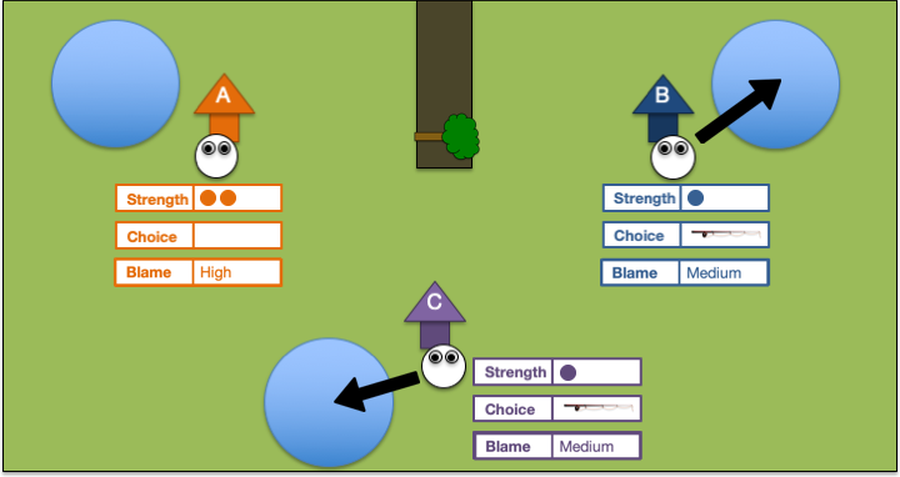 A
B
Strength
Choice
Blame High
Strength
Choice
Blame Medium
C
Strength
Choice
Blame Medium